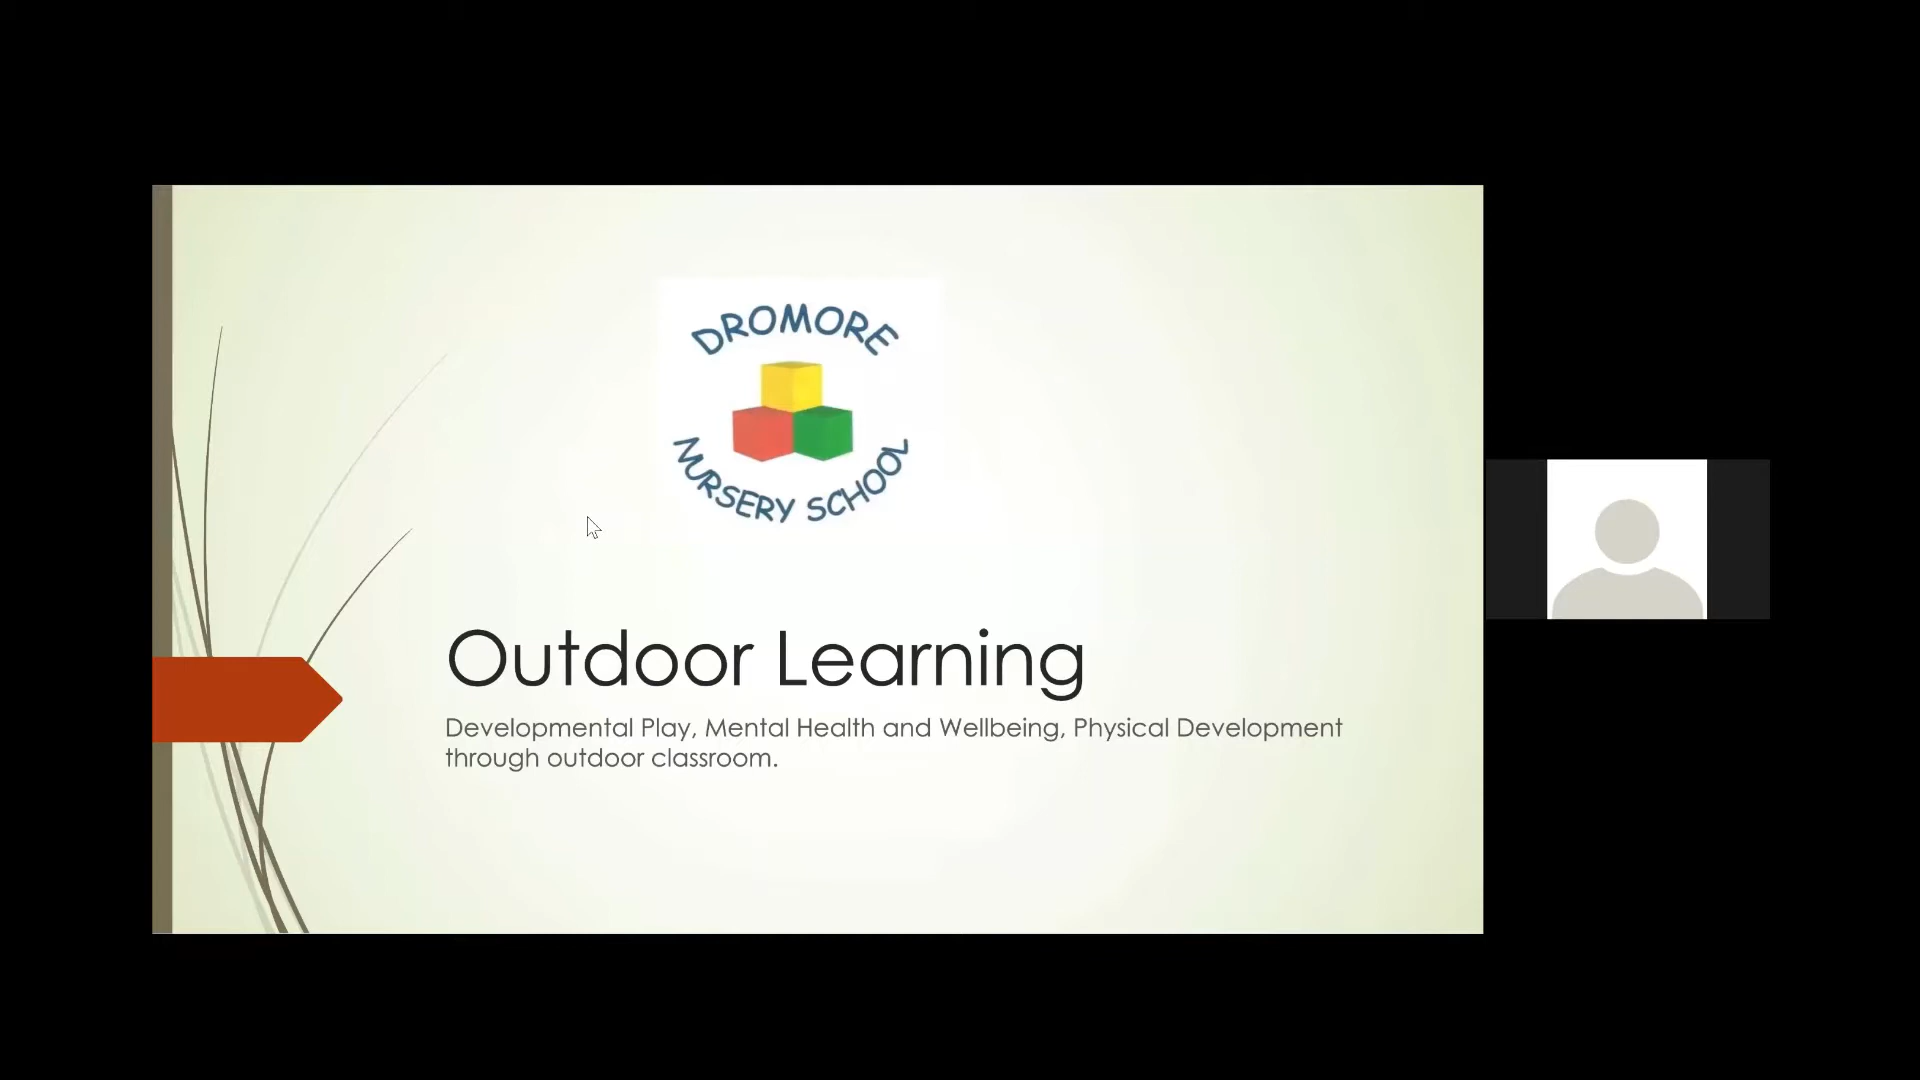 DROMORE
NURSERY SCHOOL
Outdoor Learning
Developmental Play, Mental Health and Wellbeing, Physical Development
through outdoor classroom.